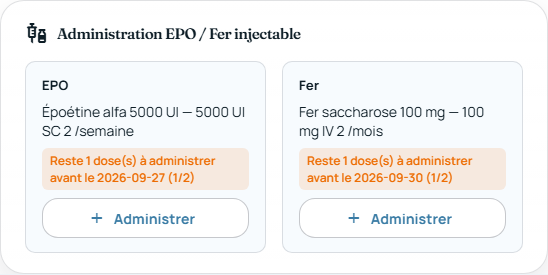 Administration EPO / Fer injectable
EPO
Époétine alfa 5000 UI — 5000 UI
SC 2 /semaine
Reste 1 dose(s) à administrer
avant le 2026-09-27 (1/2)
+ Administrer
Fer
Fer saccharose 100 mg — 100
mg IV 2 /mois
Reste 1 dose(s) à administrer
avant le 2026-09-30 (1/2)
+ Administrer